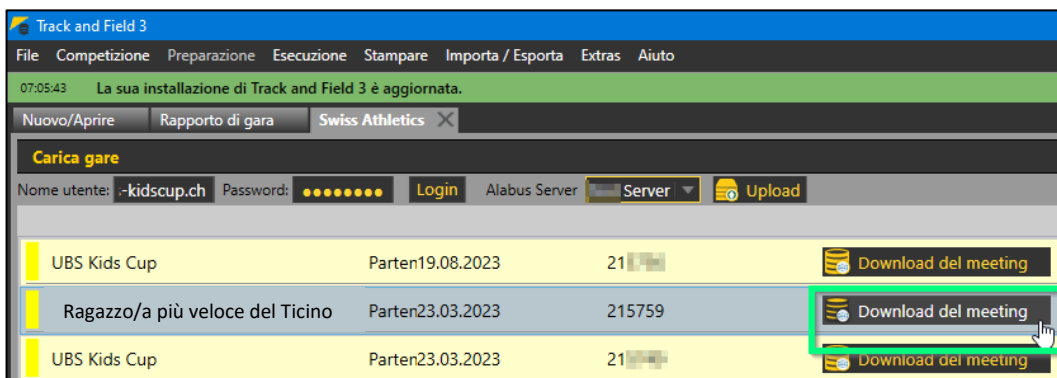 Track and Field 3
File Competizione Preparazione Esecuzione Stampare Importa / Esporta Extras Aiuto
07:05:43 La sua installazione di Track and Field 3 è aggiornata.
Nuovo/Aprire Rapporto di gara Swiss Athletics
Carica gare
Nome utente: -kidscup.ch Password: ●●●●●●●● Login Alabus Server Server Upload
UBS Kids Cup Parten19.08.2023 21 Download del meeting
Ragazzo/a più veloce del Ticino Parten23.03.2023 215759 Download del meeting
UBS Kids Cup Parten23.03.2023 21 Download del meeting